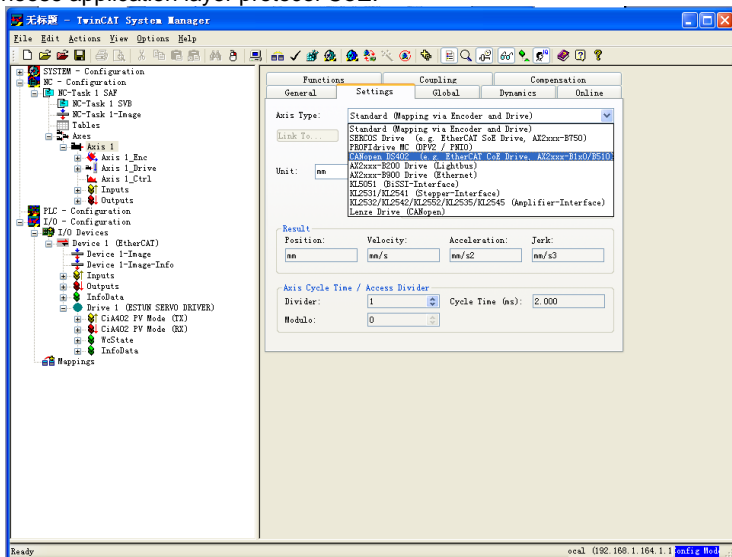 hoose application layer protocol CoE.
无标题 - TwinCAT System Manager
File Edit Actions View Options Help
SYSTEM - Configuration
NC - Configuration
NC-Task 1 SAF
NC-Task 1 SVB
NC-Task 1-Image
Tables
Axes
Axis 1
Axis 1_Enc
Axis 1_Drive
Axis 1_Ctrl
Inputs
Outputs
PLC - Configuration
I/O - Configuration
I/O Devices
Device 1 (EtherCAT)
Device 1-Image
Device 1-Image-Info
Inputs
Outputs
InfoData
Drive 1 (ESTUN SERVO DRIVER)
CiA402 PV Mode (TX)
CiA402 PV Mode (RX)
WcState
InfoData
Mappings
Functions Coupling Compensation
General Settings Global Dynamics Online
Axis Type: Standard (Mapping via Encoder and Drive)
Link To...
Standard (Mapping via Encoder and Drive)
SERCOS Drive (e.g. EtherCAT SoE Drive, AX2xxx-B750)
PROFIdrive MC (DPV2 / PNIO)
CANopen DS402 (e.g. EtherCAT CoE Drive, AX2xxx-B1x0/B510)
AX2xxx-B200 Drive (Lightbus)
AX2xxx-B900 Drive (Ethernet)
KL5051 (BiSSI-Interface)
KL2531/KL2541 (Stepper-Interface)
KL2532/KL2542/KL2552/KL2535/KL2545 (Amplifier-Interface)
Lenze Drive (CANopen)
Unit: mm
Result
Position: Velocity: Acceleration: Jerk:
mm mm/s mm/s2 mm/s3
Axis Cycle Time / Access Divider
Divider: 1 Cycle Time (ms): 2.000
Modulo: 0
Ready ocal (192.168.1.164.1.1 onfig Mod